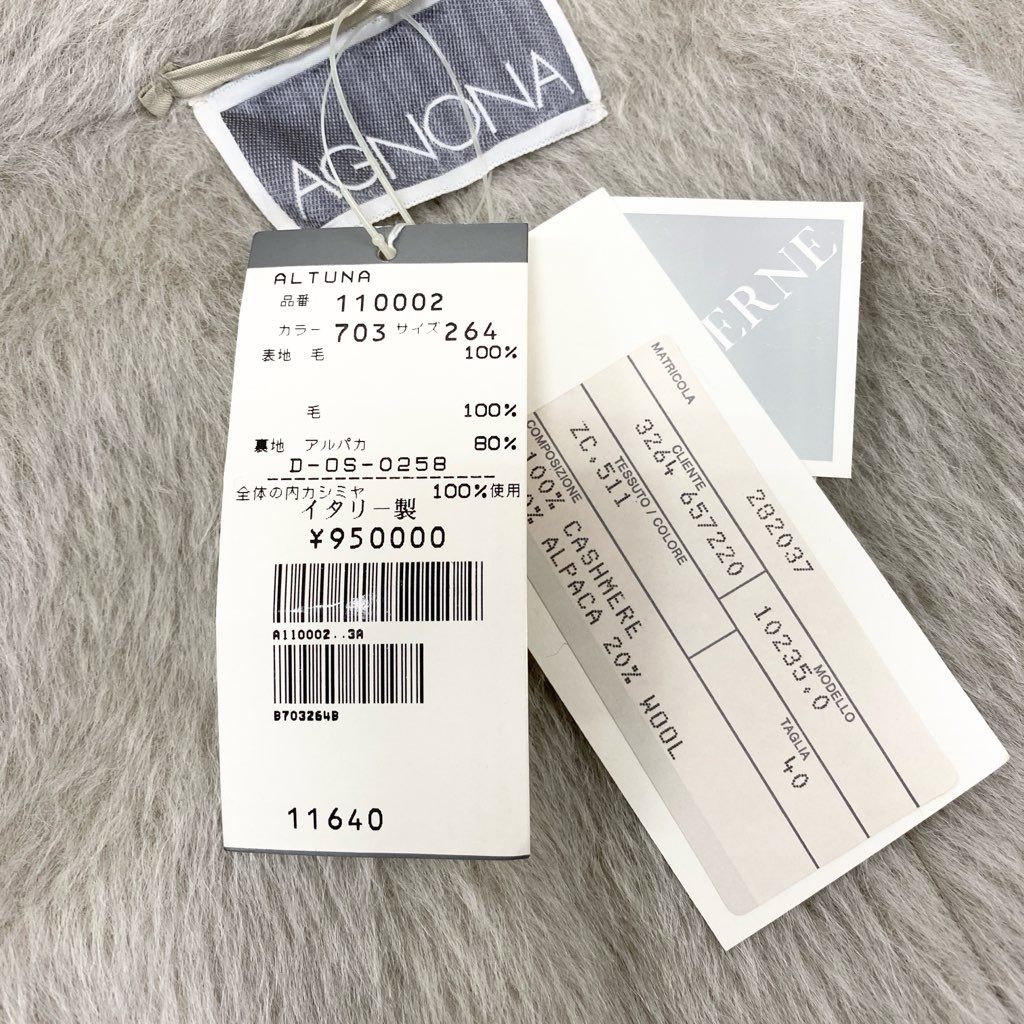 AGNONA
ALTUNA
品番 110002
カラー 703 サイズ 264
表地 毛 100%
毛 100%
裏地 アルパカ 80%
D-OS-0258
全体の内カシミヤ 100%使用
イタリー製
¥950000
A110002..3A
B703264B
11640
ERNE
MATRICOLA
282037
MODELLO
10235.0
TAGLIA
40
CLIENTE
3264 657220
TESSUTO / COLORE
ZC.511
COMPOSIZIONE
100% CASHMERE
% ALPACA 20% WOOL